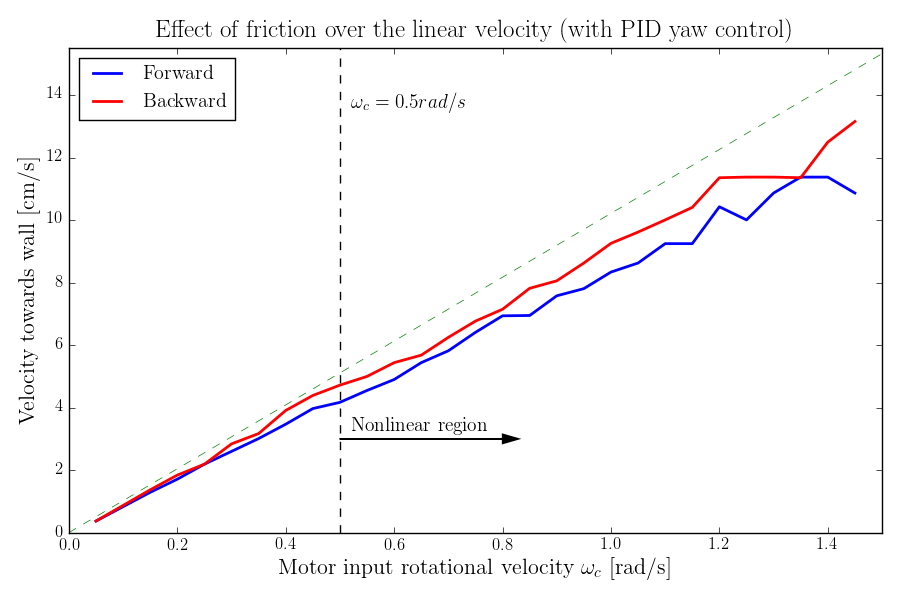 Effect of friction over the linear velocity (with PID yaw control)
Forward
Backward
ω_c = 0.5rad/s
Nonlinear region
Velocity towards wall [cm/s]
14
12
10
8
6
4
2
0
0.0 0.2 0.4 0.6 0.8 1.0 1.2 1.4
Motor input rotational velocity ω_c [rad/s]